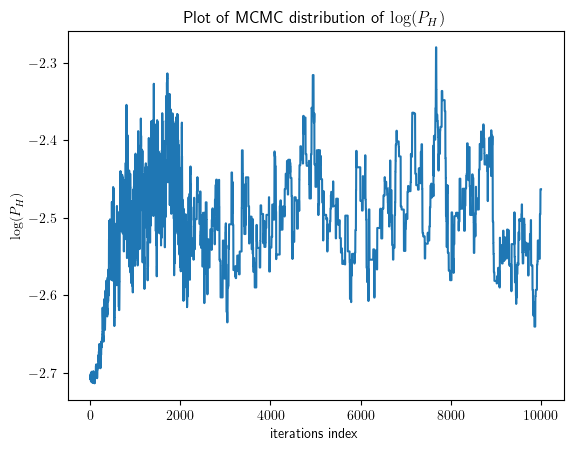 Plot of MCMC distribution of log(P_H)
log(P_H)
−2.3
−2.4
−2.5
−2.6
−2.7
0 2000 4000 6000 8000 10000
iterations index